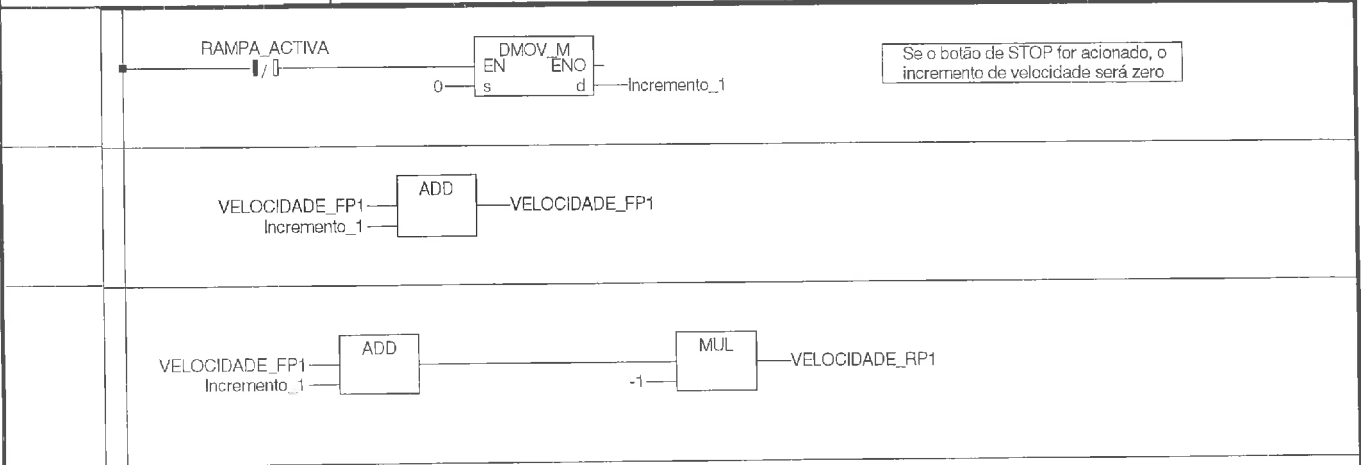 RAMPA_ACTIVA
/
DMOV_M
EN ENO
0 s d Incremento_1
Se o botão de STOP for acionado, o
incremento de velocidade será zero
ADD
VELOCIDADE_FP1 VELOCIDADE_FP1
Incremento_1
ADD MUL
VELOCIDADE_FP1 VELOCIDADE_RP1
Incremento_1 -1